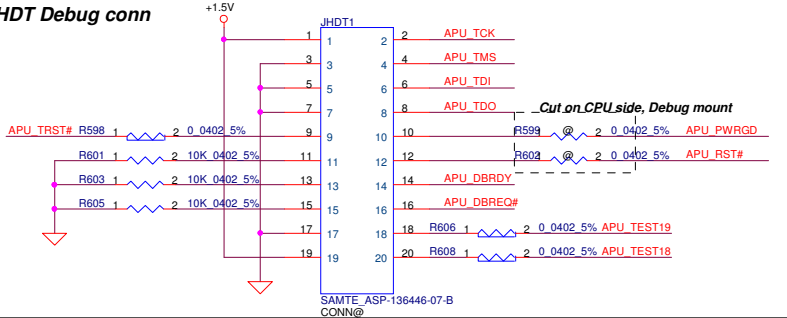 HDT Debug conn
+1.5V
JHDT1
1 1 2 2 APU_TCK
3 3 4 4 APU_TMS
5 5 6 6 APU_TDI
7 7 8 8 APU_TDO
Cut on CPU side, Debug mount
APU_TRST# R598 1 2 0_0402_5% 9 9 10 10 R599 1 @ 2 0_0402_5% APU_PWRGD
R601 1 2 10K_0402_5% 11 11 12 12 R602 1 @ 2 0_0402_5% APU_RST#
R603 1 2 10K_0402_5% 13 13 14 14 APU_DBRDY
R605 1 2 10K_0402_5% 15 15 16 16 APU_DBREQ#
17 17 18 18 R606 1 2 0_0402_5% APU_TEST19
19 19 20 20 R608 1 2 0_0402_5% APU_TEST18
SAMTE_ASP-136446-07-B
CONN@